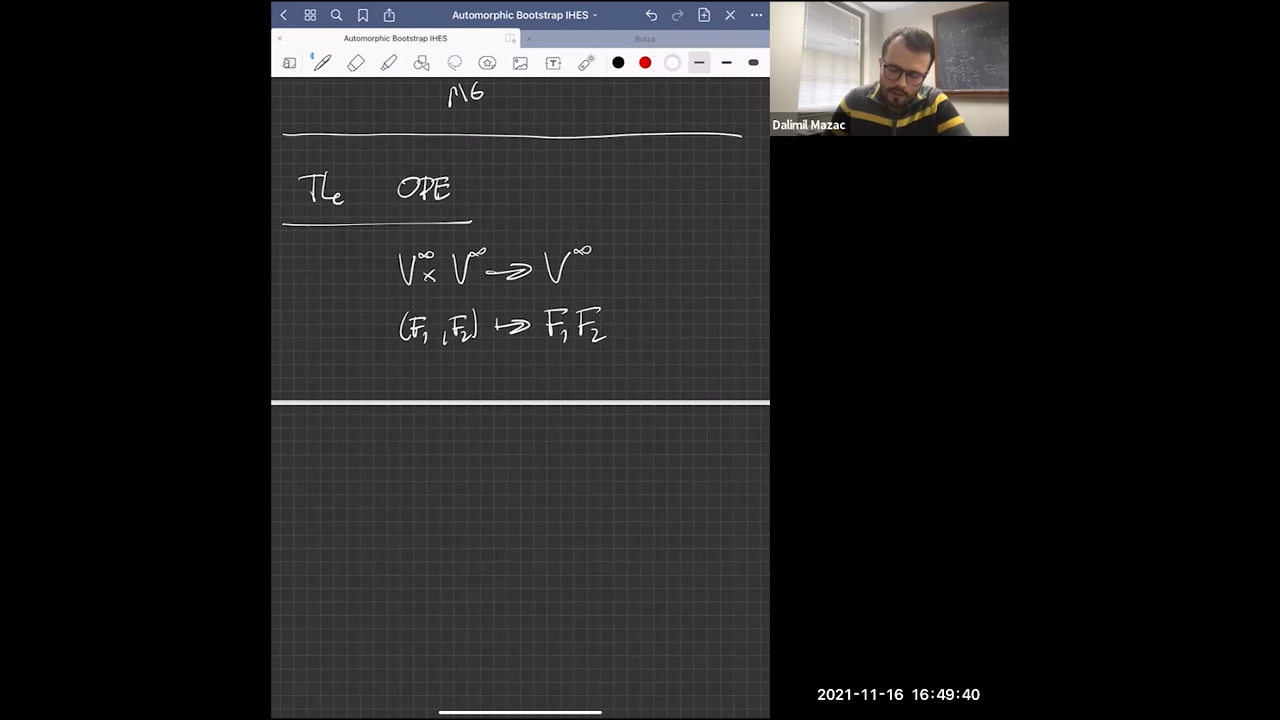 Automorphic Bootstrap IHES
Automorphic Bootstrap IHES
Bolza
The OPE
V^∞ × V^∞ → V^∞
(F₁, F₂) ↦ F₁F₂
Dalimil Mazac
2021-11-16 16:49:40